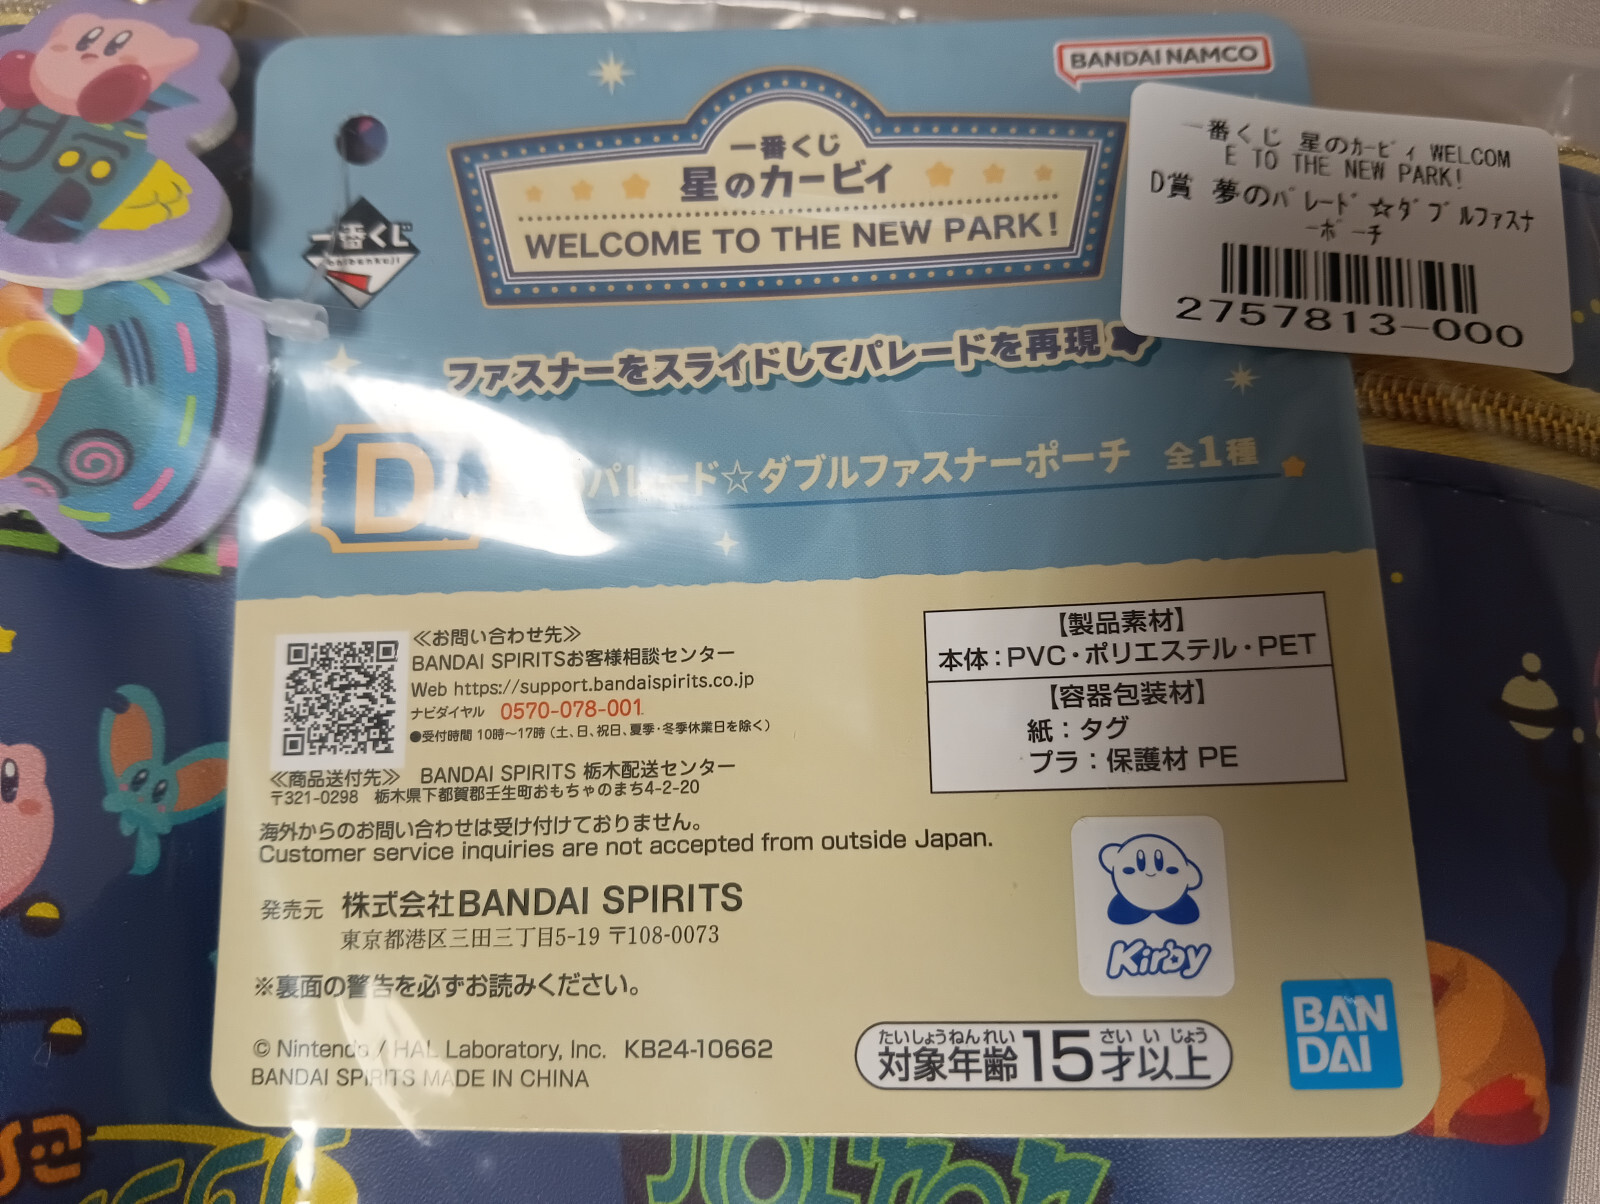 BANDAI NAMCO
一番くじ
星のカービィ
WELCOME TO THE NEW PARK!
一番くじ
ファスナーをスライドしてパレードを再現
D
パレード☆ダブルファスナーポーチ 全1種
一番くじ 星のカービィ WELCOM
E TO THE NEW PARK!
D賞 夢のパレード☆ダブルファスナ
ーポーチ
2757813-000
≪お問い合わせ先≫
BANDAI SPIRITSお客様相談センター
Web https://support.bandaispirits.co.jp
ナビダイヤル 0570-078-001
●受付時間 10時～17時（土、日、祝日、夏季・冬季休業日を除く）
≪商品送付先≫ BANDAI SPIRITS 栃木配送センター
〒321-0298 栃木県下都賀郡壬生町おもちゃのまち4-2-20
海外からのお問い合わせは受け付けておりません。
Customer service inquiries are not accepted from outside Japan.
発売元 株式会社BANDAI SPIRITS
東京都港区三田三丁目5-19 〒108-0073
※裏面の警告を必ずお読みください。
© Nintendo / HAL Laboratory, Inc. KB24-10662
BANDAI SPIRITS MADE IN CHINA
【製品素材】
本体：PVC・ポリエステル・PET
【容器包装材】
紙：タグ
プラ：保護材 PE
Kirby
たいしょうねんれい さい いじょう
対象年齢15才以上
BAN
DAI